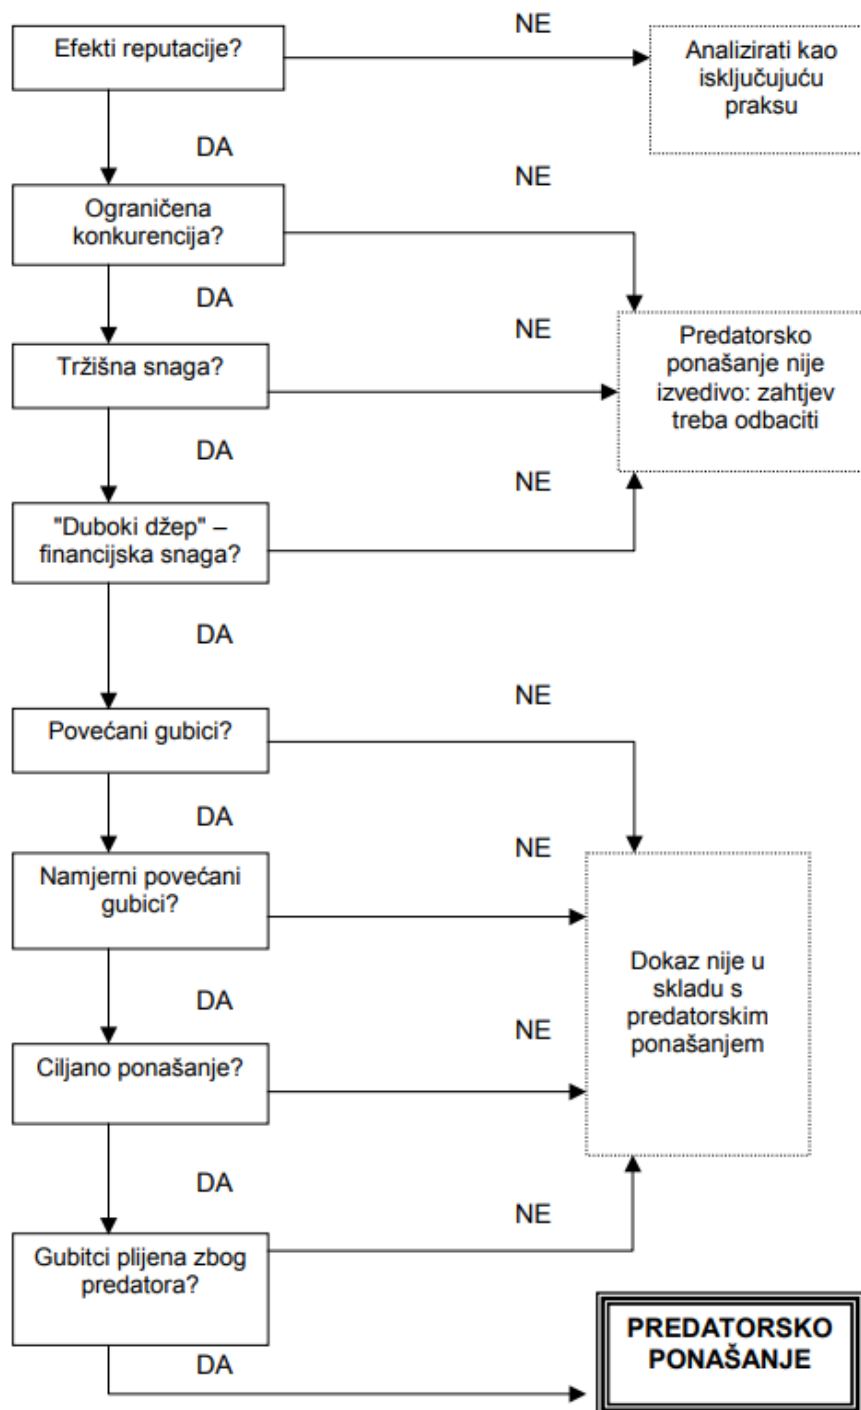 Efekti reputacije?
NE
Analizirati kao
isključujuću
praksu
DA
NE
Ograničena
konkurencija?
DA
NE
Tržišna snaga?
Predatorsko
ponašanje nije
izvedivo: zahtjev
treba odbaciti
DA
NE
"Duboki džep" –
financijska snaga?
DA
NE
Povećani gubici?
DA
NE
Namjerni povećani
gubici?
Dokaz nije u
skladu s
predatorskim
ponašanjem
DA
NE
Ciljano ponašanje?
DA
NE
Gubitci plijena zbog
predatora?
DA
PREDATORSKO
PONAŠANJE